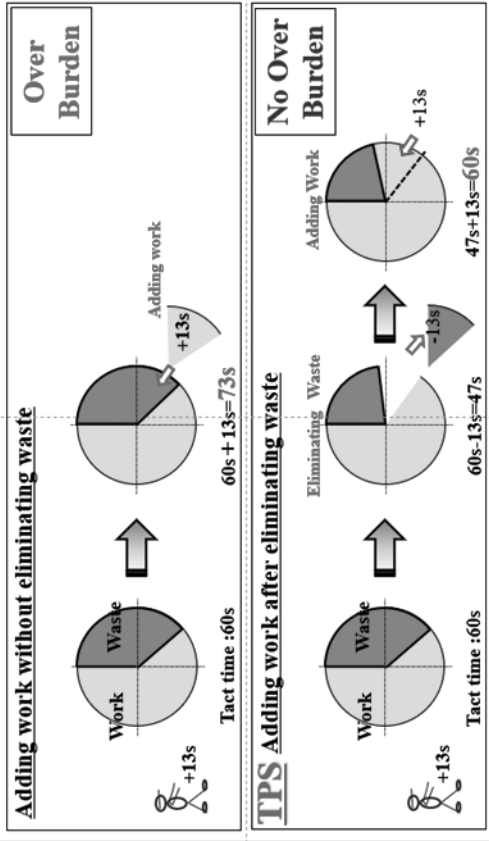 Adding work without eliminating waste
Over
Burden
+13s
Work
Waste
Tact time :60s
60s+13s=73s
+13s
Adding work
TPS Adding work after eliminating waste
No Over
Burden
+13s
Work
Waste
Tact time :60s
Eliminating Waste
-13s
60s-13s=47s
Adding Work
+13s
47s+13s=60s